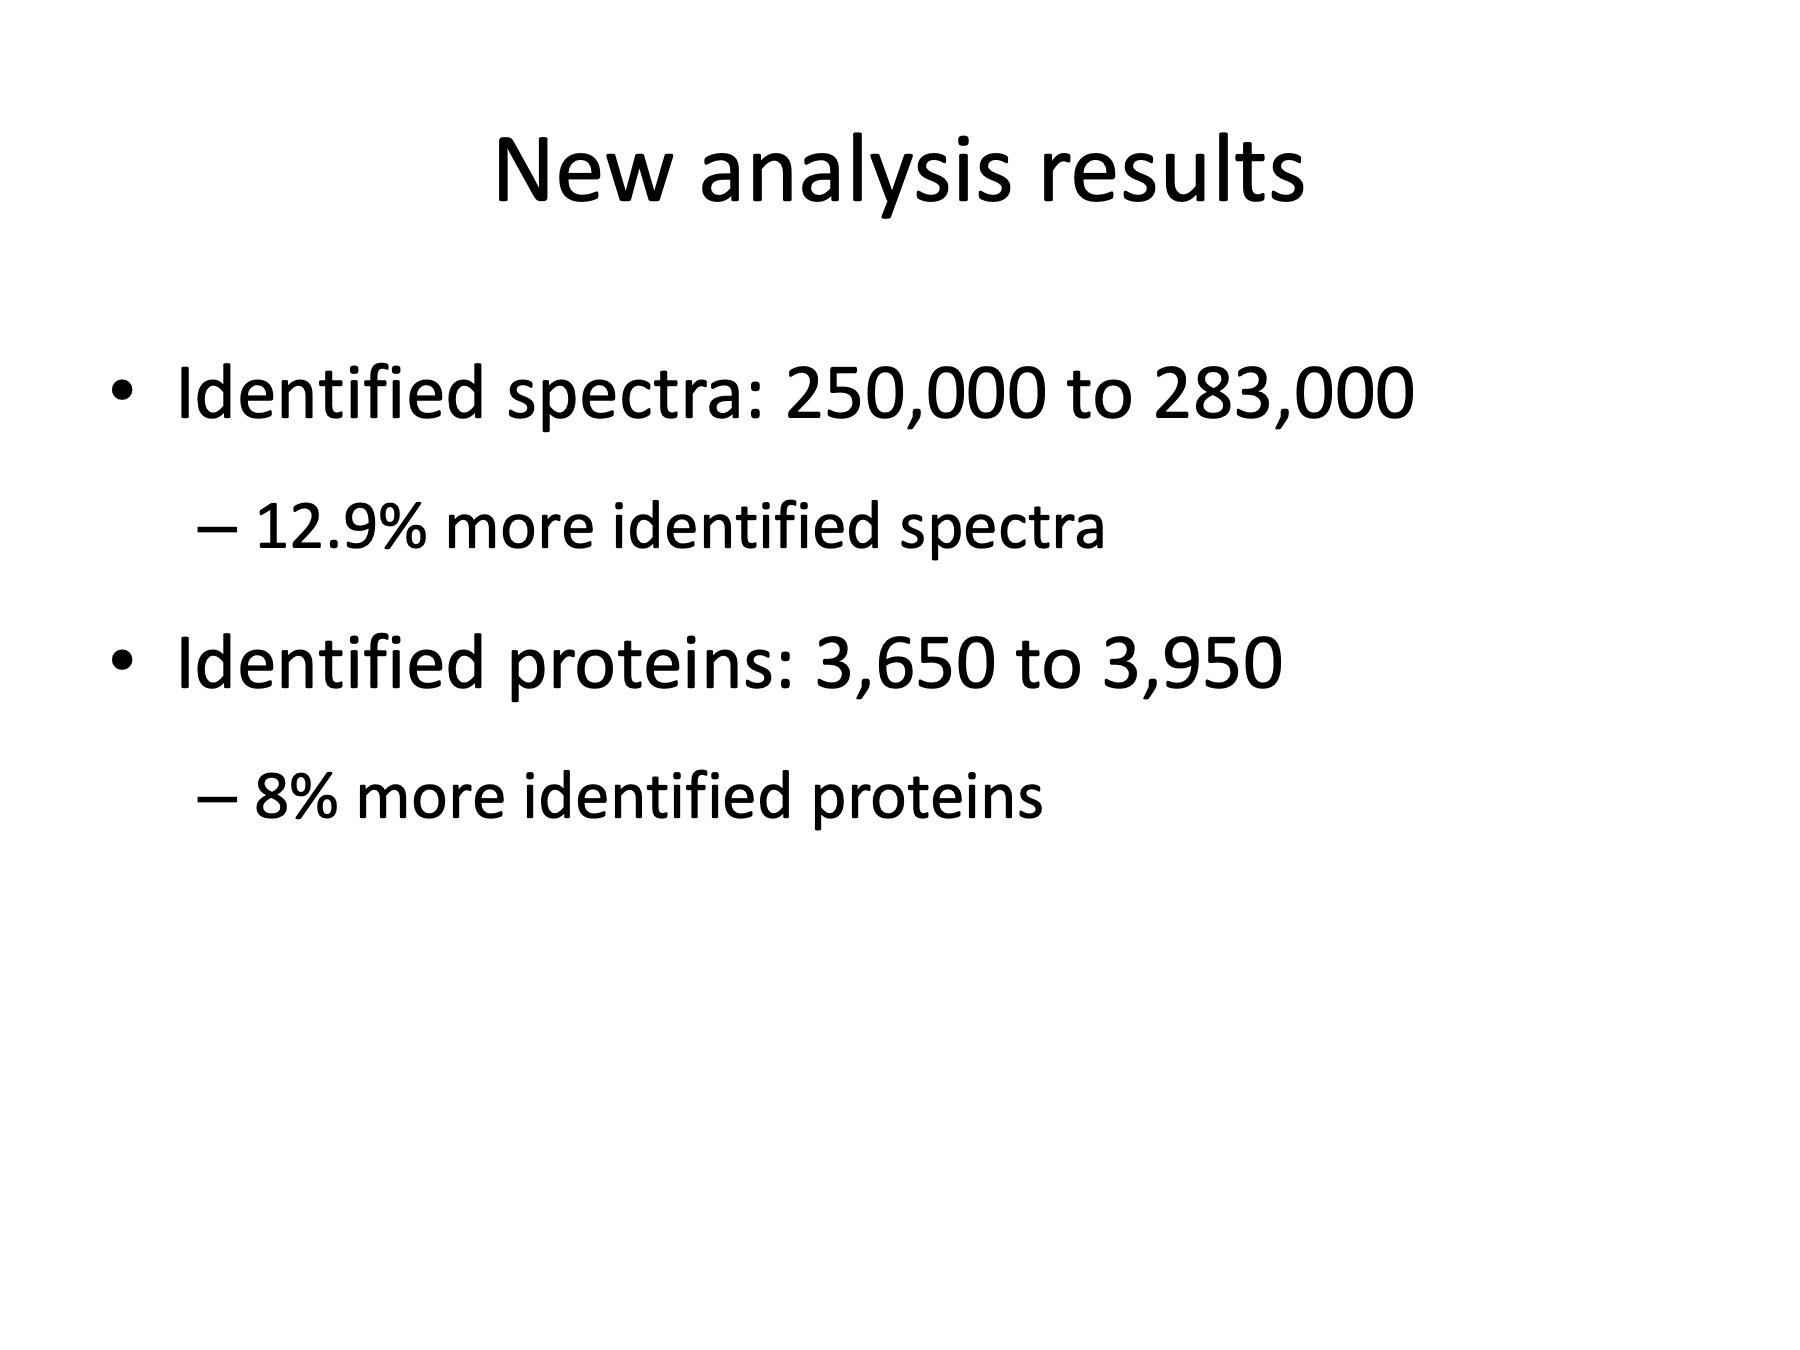 New analysis results
• Identified spectra: 250,000 to 283,000
– 12.9% more identified spectra
• Identified proteins: 3,650 to 3,950
– 8% more identified proteins